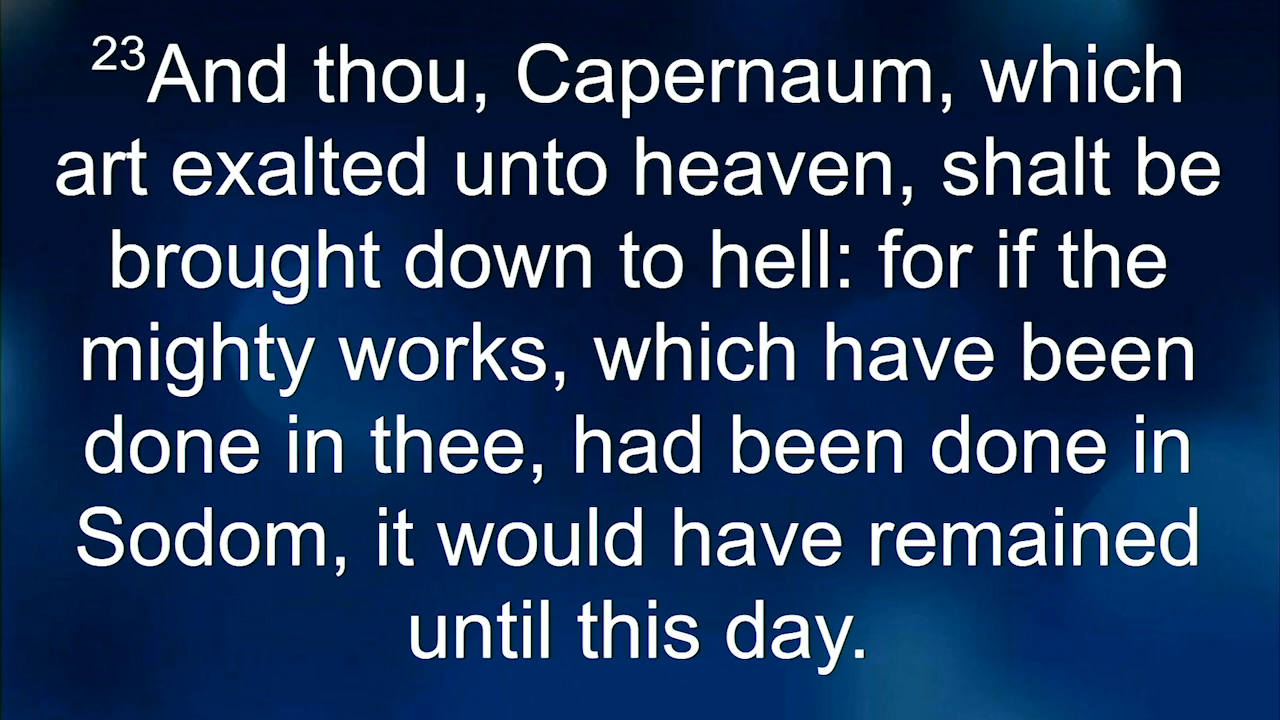 23And thou, Capernaum, which
art exalted unto heaven, shalt be
brought down to hell: for if the
mighty works, which have been
done in thee, had been done in
Sodom, it would have remained
until this day.